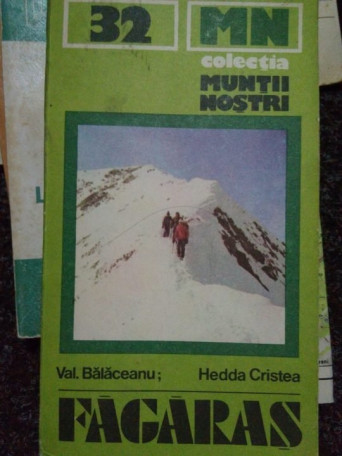 32 MN
colecția
MUNȚII
NOȘTRI
Val. Bălăceanu; Hedda Cristea
FĂGĂRAȘ